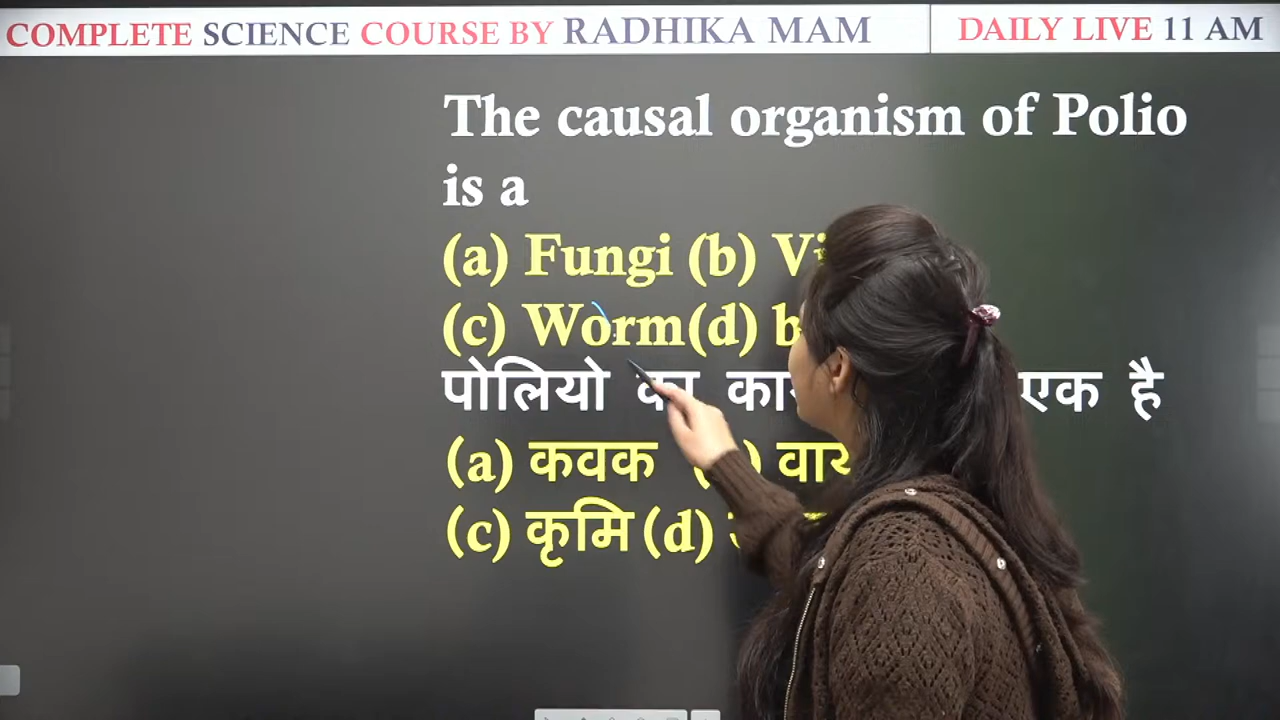 COMPLETE SCIENCE COURSE BY RADHIKA MAM DAILY LIVE 11 AM
The causal organism of Polio
is a
(a) Fungi (b)
(c) Worm (d)
पोलियो का एक है
(a) कवक
(c) कृमि (d)